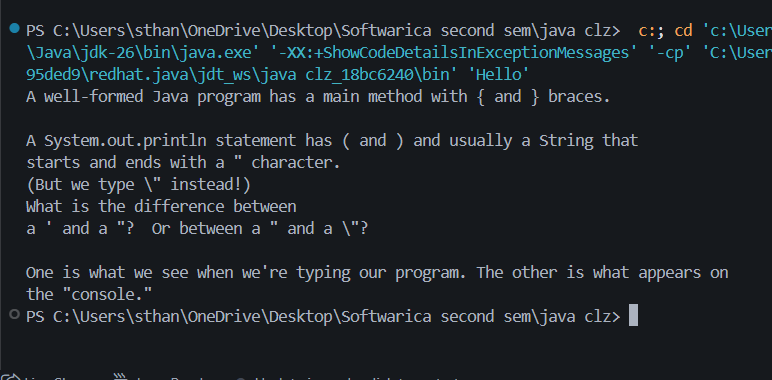 PS C:\Users\sthan\OneDrive\Desktop\Softwarica second sem\java clz>  c:; cd 'c:\Users
\Java\jdk-26\bin\java.exe' '-XX:+ShowCodeDetailsInExceptionMessages' '-cp' 'C:\User
95ded9\redhat.java\jdt_ws\java clz_18bc6240\bin' 'Hello'
A well-formed Java program has a main method with { and } braces.

A System.out.println statement has ( and ) and usually a String that
starts and ends with a " character.
(But we type \" instead!)
What is the difference between
a ' and a "?  Or between a " and a \"?

One is what we see when we're typing our program. The other is what appears on
the "console."
PS C:\Users\sthan\OneDrive\Desktop\Softwarica second sem\java clz>